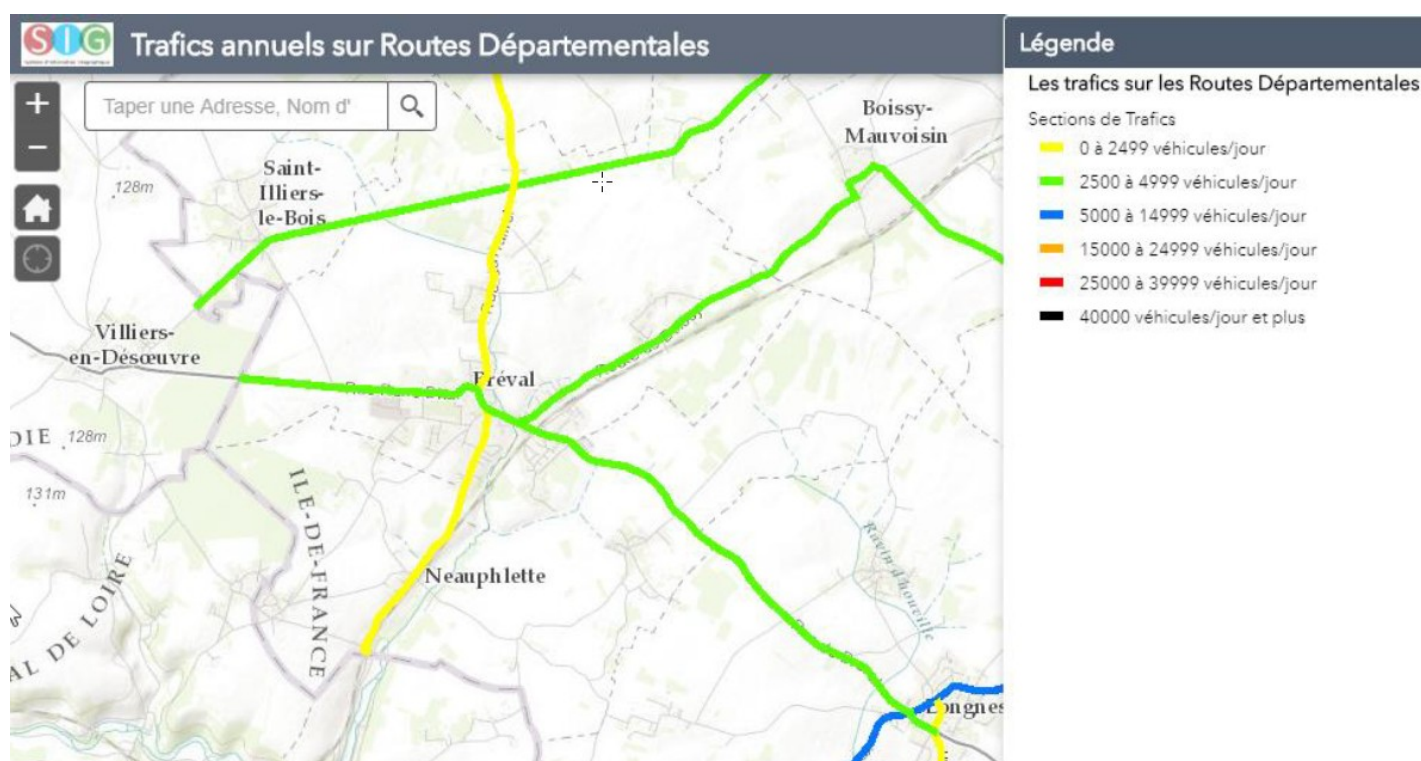 SIG
Trafics annuels sur Routes Départementales
Légende
Les trafics sur les Routes Départementales
Sections de Trafics
0 à 2499 véhicules/jour
2500 à 4999 véhicules/jour
5000 à 14999 véhicules/jour
15000 à 24999 véhicules/jour
25000 à 39999 véhicules/jour
40000 véhicules/jour et plus
+
Taper une Adresse, Nom d'
−
Boissy-
Mauvoisin
Saint-
Illiers-
le-Bois
128m
Villiers-
en-Désœuvre
Bréval
DIE
128m
131m
ILE-DE-FRANCE
Neauphlette
AL DE LOIRE
Ravin d'houville
Longnes